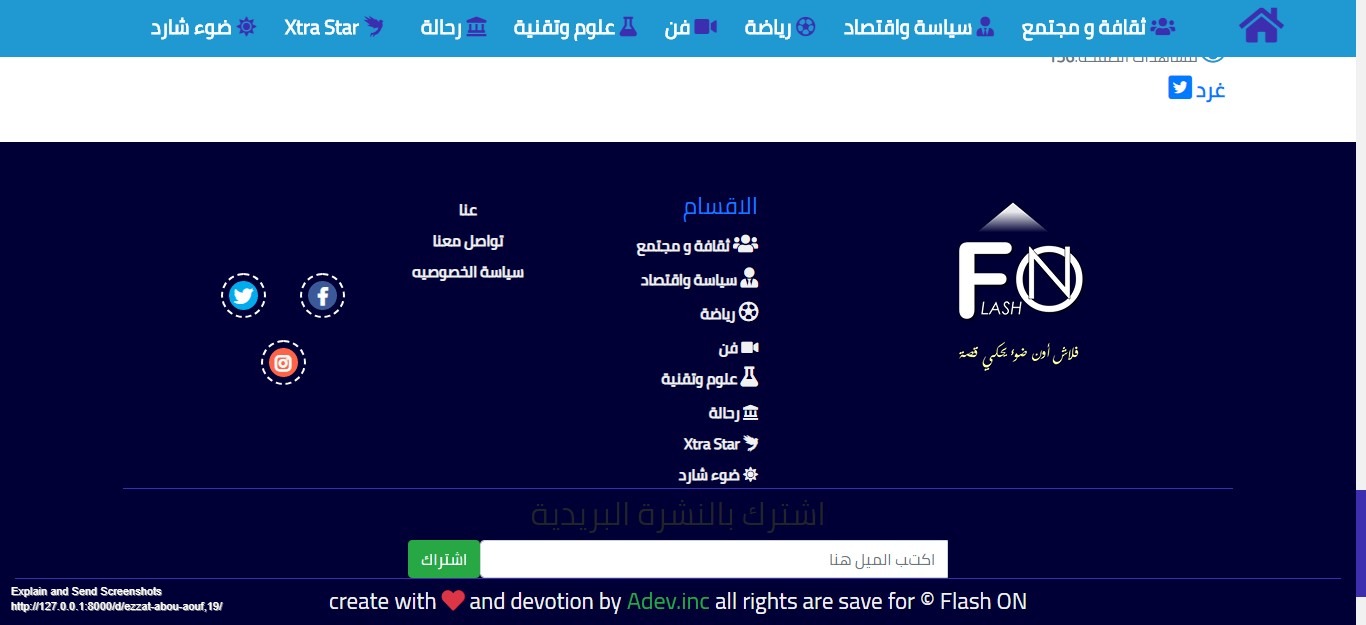 ثقافة و مجتمع
سياسة واقتصاد
رياضة
فن
علوم وتقنية
رحالة
Xtra Star
ضوء شارد
مشاهدات الصفحة:156
غرد
FN
LASH
فلاش أون ضوء يحكي قصة
الاقسام
ثقافة و مجتمع
سياسة واقتصاد
رياضة
فن
علوم وتقنية
رحالة
Xtra Star
ضوء شارد
عنا
تواصل معنا
سياسة الخصوصيه
اشترك بالنشرة البريدية
اكتب الميل هنا
اشتراك
create with and devotion by Adev.inc all rights are save for © Flash ON
Explain and Send Screenshots
http://127.0.0.1:8000/d/ezzat-abou-aouf,19/